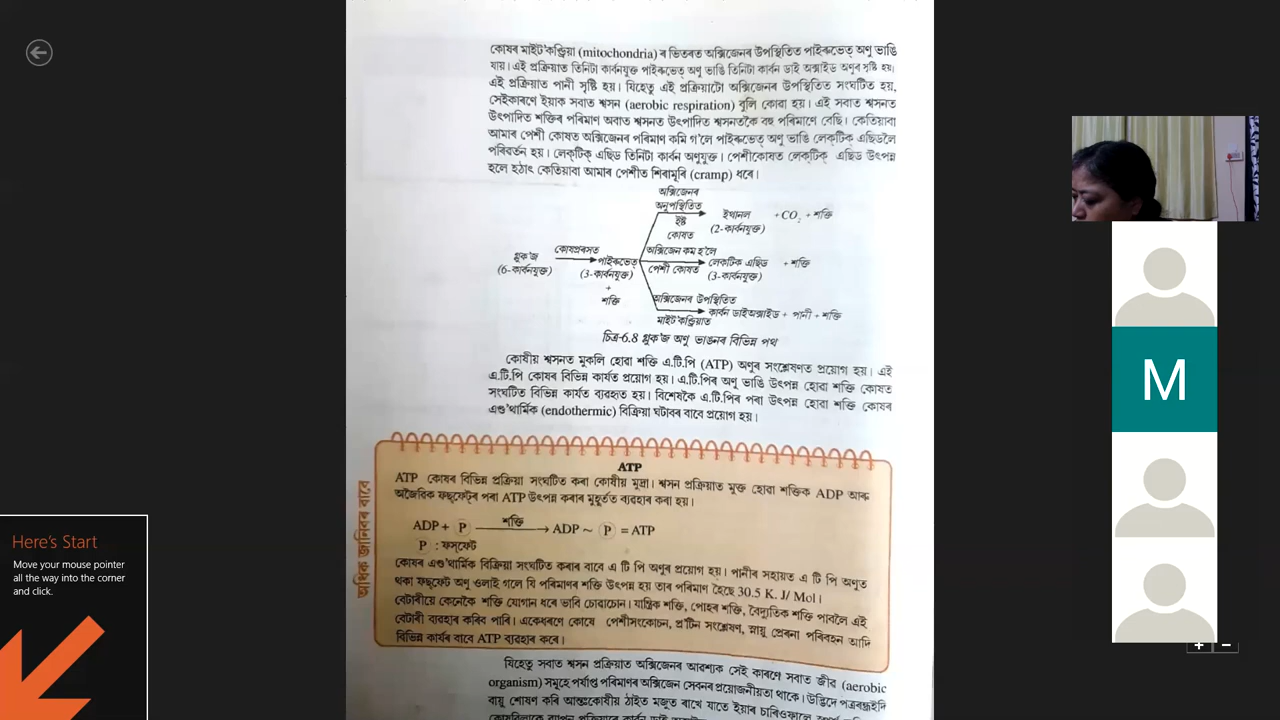 কোষৰ মাইট'কণ্ড্ৰিয়া (mitochondria) ৰ ভিতৰত অক্সিজেনৰ উপস্থিতিত পাইৰুভেত্ অণু ভাঙি
যায়। এই প্ৰক্ৰিয়াত তিনিটা কাৰ্বনযুক্ত পাইৰুভেত্ অণু ভাঙি তিনিটা কাৰ্বন ডাই অক্সাইড অণুৰ সৃষ্টি হয়।
এই প্ৰক্ৰিয়াত পানী সৃষ্টি হয়। যিহেতু এই প্ৰক্ৰিয়াটো অক্সিজেনৰ উপস্থিতিত সংঘটিত হয়,
সেইকাৰণে ইয়াক সবাত শ্বসন (aerobic respiration) বুলি কোৱা হয়। এই সবাত শ্বসনত
উৎপাদিত শক্তিৰ পৰিমাণ অবাত শ্বসনত উৎপাদিত শ্বসনতকৈ বহু পৰিমাণে বেছি। কেতিয়াবা
আমাৰ পেশী কোষত অক্সিজেনৰ পৰিমাণ কমি গ'লে পাইৰুভেত্ অণু ভাঙি লেক্‌টিক এছিডলৈ
পৰিৱৰ্তন হয়। লেক্‌টিক্ এছিড তিনিটা কাৰ্বন অণুযুক্ত। পেশীকোষত লেক্‌টিক্ এছিড উৎপন্ন
হলে হঠাৎ কেতিয়াবা আমাৰ পেশীত শিৰামূৰি (cramp) ধৰে।
অক্সিজেনৰ
অনুপস্থিতিত
ইষ্ট
কোষত
ইথানল + CO₂ + শক্তি
(2-কাৰ্বনযুক্ত)
গ্লুক'জ
(6-কাৰ্বনযুক্ত)
কোষপ্ৰৰসত
পাইৰুভেত্
(3-কাৰ্বনযুক্ত)
+
শক্তি
অক্সিজেন কম হ'লে
পেশী কোষত
লেকটিক এছিড + শক্তি
(3-কাৰ্বনযুক্ত)
অক্সিজেনৰ উপস্থিতিত
মাইট'কণ্ড্ৰিয়াত
কাৰ্বন ডাইঅক্সাইড + পানী + শক্তি
চিত্ৰ-6.8 গ্লুক'জ অণু ভাঙনৰ বিভিন্ন পথ
কোষীয় শ্বসনত মুকলি হোৱা শক্তি এ.টি.পি (ATP) অণুৰ সংশ্লেষণত প্ৰয়োগ হয়। এই
এ.টি.পি কোষৰ বিভিন্ন কাৰ্যত প্ৰয়োগ হয়। এ.টি.পিৰ অণু ভাঙি উৎপন্ন হোৱা শক্তি কোষত
সংঘটিত বিভিন্ন কাৰ্যত ব্যৱহৃত হয়। বিশেষকৈ এ.টি.পিৰ পৰা উৎপন্ন হোৱা শক্তি কোষৰ
এণ্ড'থাৰ্মিক (endothermic) বিক্ৰিয়া ঘটাবৰ বাবে প্ৰয়োগ হয়।
অধিক জানিবৰ বাবে
ATP
ATP কোষৰ বিভিন্ন প্ৰক্ৰিয়া সংঘটিত কৰা কোষীয় মুদ্ৰা। শ্বসন প্ৰক্ৰিয়াত মুক্ত হোৱা শক্তিক ADP আৰু
অজৈৱিক ফছ্‌ফেট্‌ৰ পৰা ATP উৎপন্ন কৰাৰ মুহূৰ্তত ব্যৱহাৰ কৰা হয়।
শক্তি
ADP + P → ADP ~ P = ATP
P : ফস্‌ফেট
কোষৰ এণ্ড'থাৰ্মিক বিক্ৰিয়া সংঘটিত কৰাৰ বাবে এ টি পি অণুৰ প্ৰয়োগ হয়। পানীৰ সহায়ত এ টি পি অণুত
থকা ফছ্‌ফেট অণু ওলাই গলে যি পৰিমাণৰ শক্তি উৎপন্ন হয় তাৰ পৰিমাণ হৈছে 30.5 K. J/ Mol।
বেটাৰীয়ে কেনেকৈ শক্তি যোগান ধৰে ভাবি চোৱাচোন। যান্ত্ৰিক শক্তি, পোহৰ শক্তি, বৈদ্যুতিক শক্তি পাবলৈ এই
বেটাৰী ব্যৱহাৰ কৰিব পাৰি। একেধৰণে কোষে পেশীসংকোচন, প্ৰ'টিন সংশ্লেষণ, স্নায়ু প্ৰেৰনা পৰিবহন আদি
বিভিন্ন কাৰ্যৰ বাবে ATP ব্যৱহাৰ কৰে।
যিহেতু সবাত শ্বসন প্ৰক্ৰিয়াত অক্সিজেনৰ আৱশ্যক সেই কাৰণে সবাত জীৱ (aerobic
organism) সমূহে পৰ্যাপ্ত পৰিমাণৰ অক্সিজেন সেৱনৰ প্ৰয়োজনীয়তা থাকে। উদ্ভিদে পত্ৰৰন্ধ্ৰইদি
বায়ু শোষণ কৰি আন্তঃকোষীয় ঠাইত মজুত ৰাখে যাতে ইয়াৰ চাৰিওফালে
Here's Start
Move your mouse pointer
all the way into the corner
and click.
M